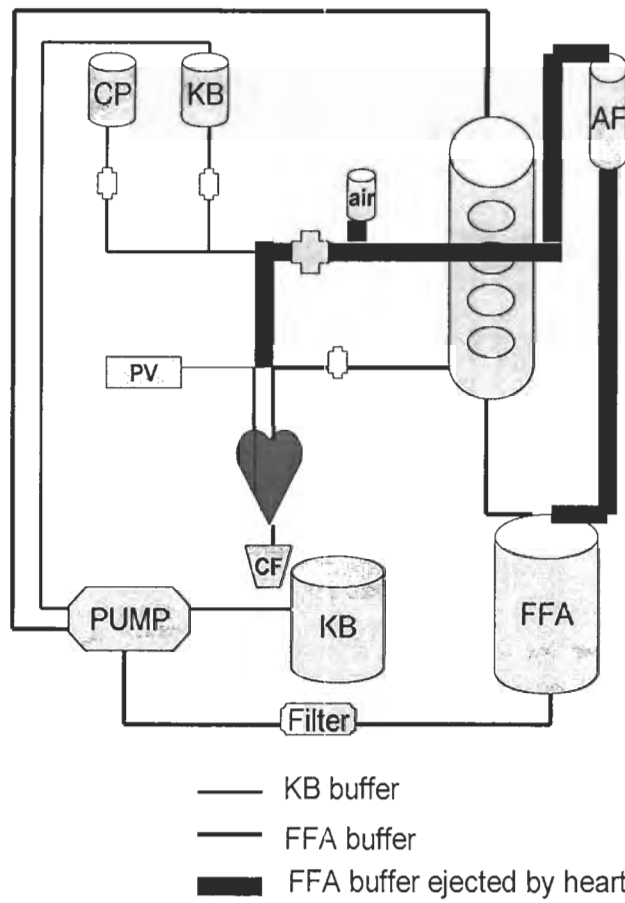 CP
KB
AF
air
PV
CF
PUMP
KB
FFA
Filter
KB buffer
FFA buffer
FFA buffer ejected by heart